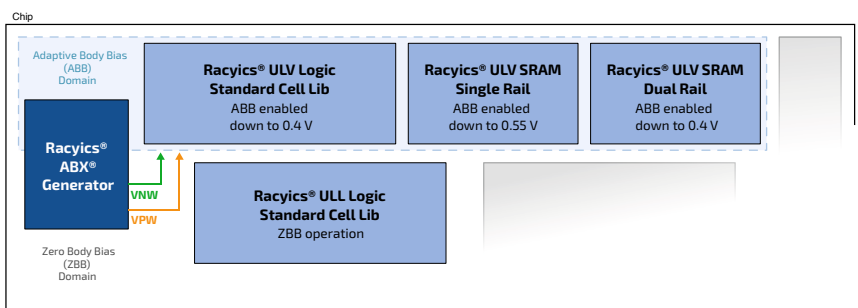 Chip
Adaptive Body Bias
(ABB)
Domain
Racyics® ULV Logic
Standard Cell Lib
ABB enabled
down to 0.4 V
Racyics® ULV SRAM
Single Rail
ABB enabled
down to 0.55 V
Racyics® ULV SRAM
Dual Rail
ABB enabled
down to 0.4 V
Racyics®
ABX®
Generator
VNW
VPW
Racyics® ULL Logic
Standard Cell Lib
ZBB operation
Zero Body Bias
(ZBB)
Domain